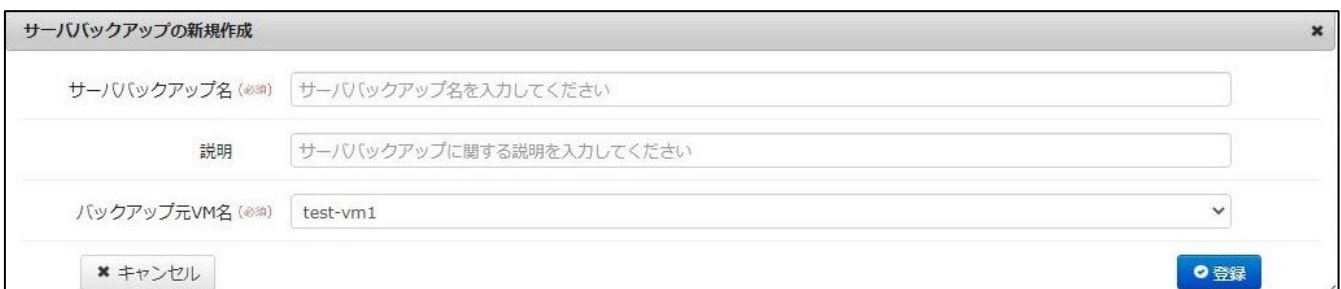 サーババックアップの新規作成
サーババックアップ名 (必須) サーババックアップ名を入力してください
説明 サーババックアップに関する説明を入力してください
バックアップ元VM名 (必須) test-vm1
キャンセル 登録